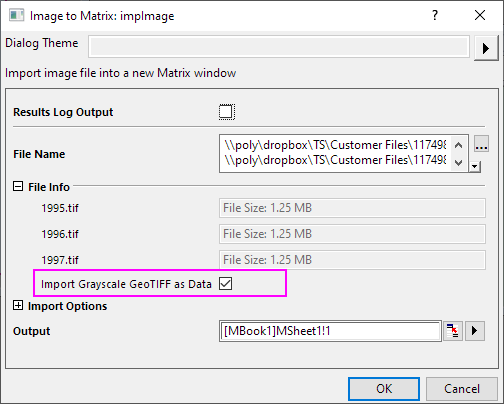 Image to Matrix: impImage
Dialog Theme
Import image file into a new Matrix window
Results Log Output
File Name
\\poly\dropbox\TS\Customer Files\117498
\\poly\dropbox\TS\Customer Files\117498
...
File Info
1995.tif File Size: 1.25 MB
1996.tif File Size: 1.25 MB
1997.tif File Size: 1.25 MB
Import Grayscale GeoTIFF as Data
Import Options
Output [MBook1]MSheet1!1
OK Cancel